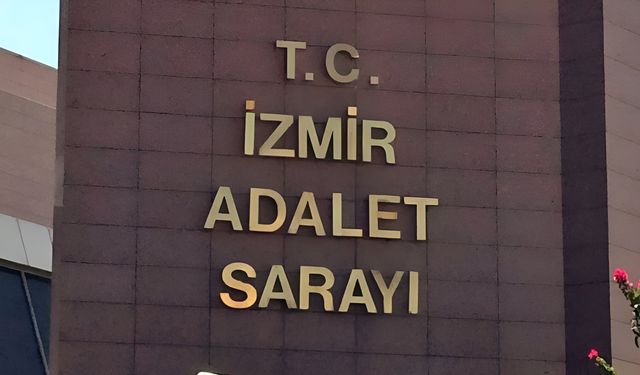 T.C.
İZMİR
ADALET
SARAYI